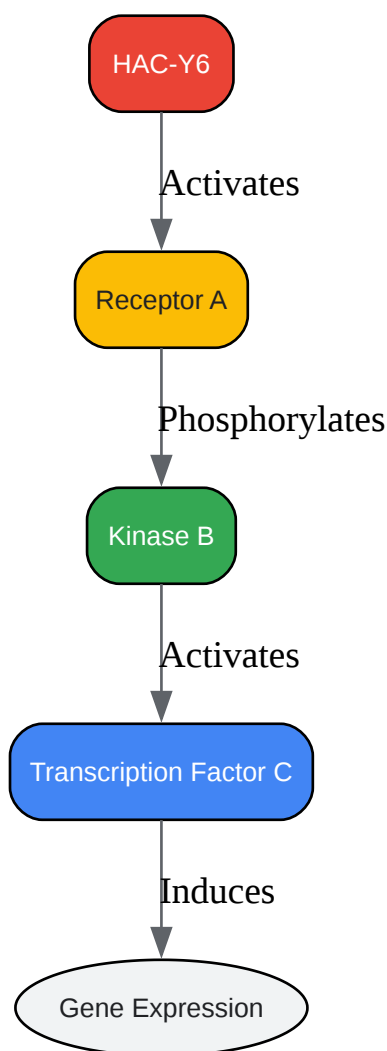 HAC-Y6
Activates
Receptor A
Phosphorylates
Kinase B
Activates
Transcription Factor C
Induces
Gene Expression